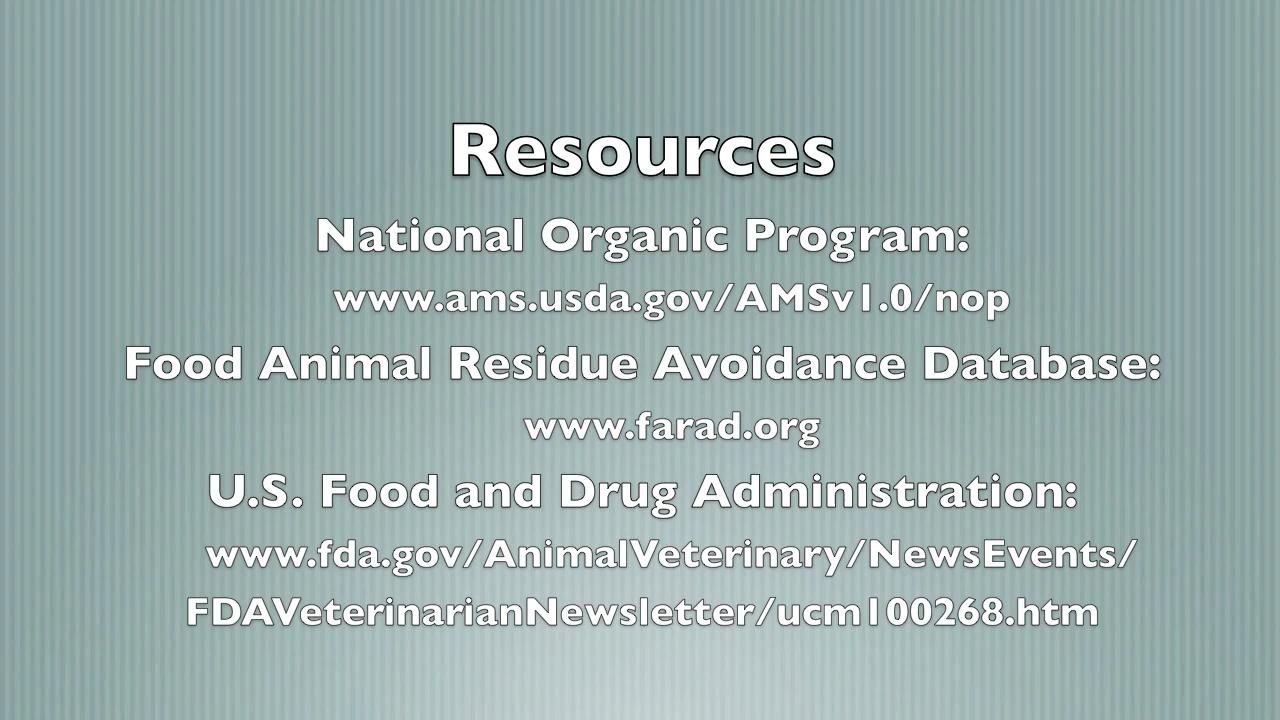 Resources
National Organic Program:
www.ams.usda.gov/AMSv1.0/nop
Food Animal Residue Avoidance Database:
www.farad.org
U.S. Food and Drug Administration:
www.fda.gov/AnimalVeterinary/NewsEvents/
FDAVeterinarianNewsletter/ucm100268.htm